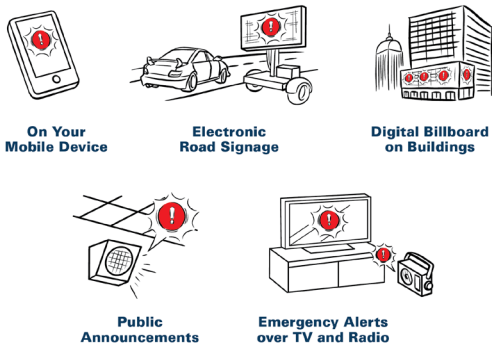 On Your
Mobile Device
Electronic
Road Signage
Digital Billboard
on Buildings
Public
Announcements
Emergency Alerts
over TV and Radio